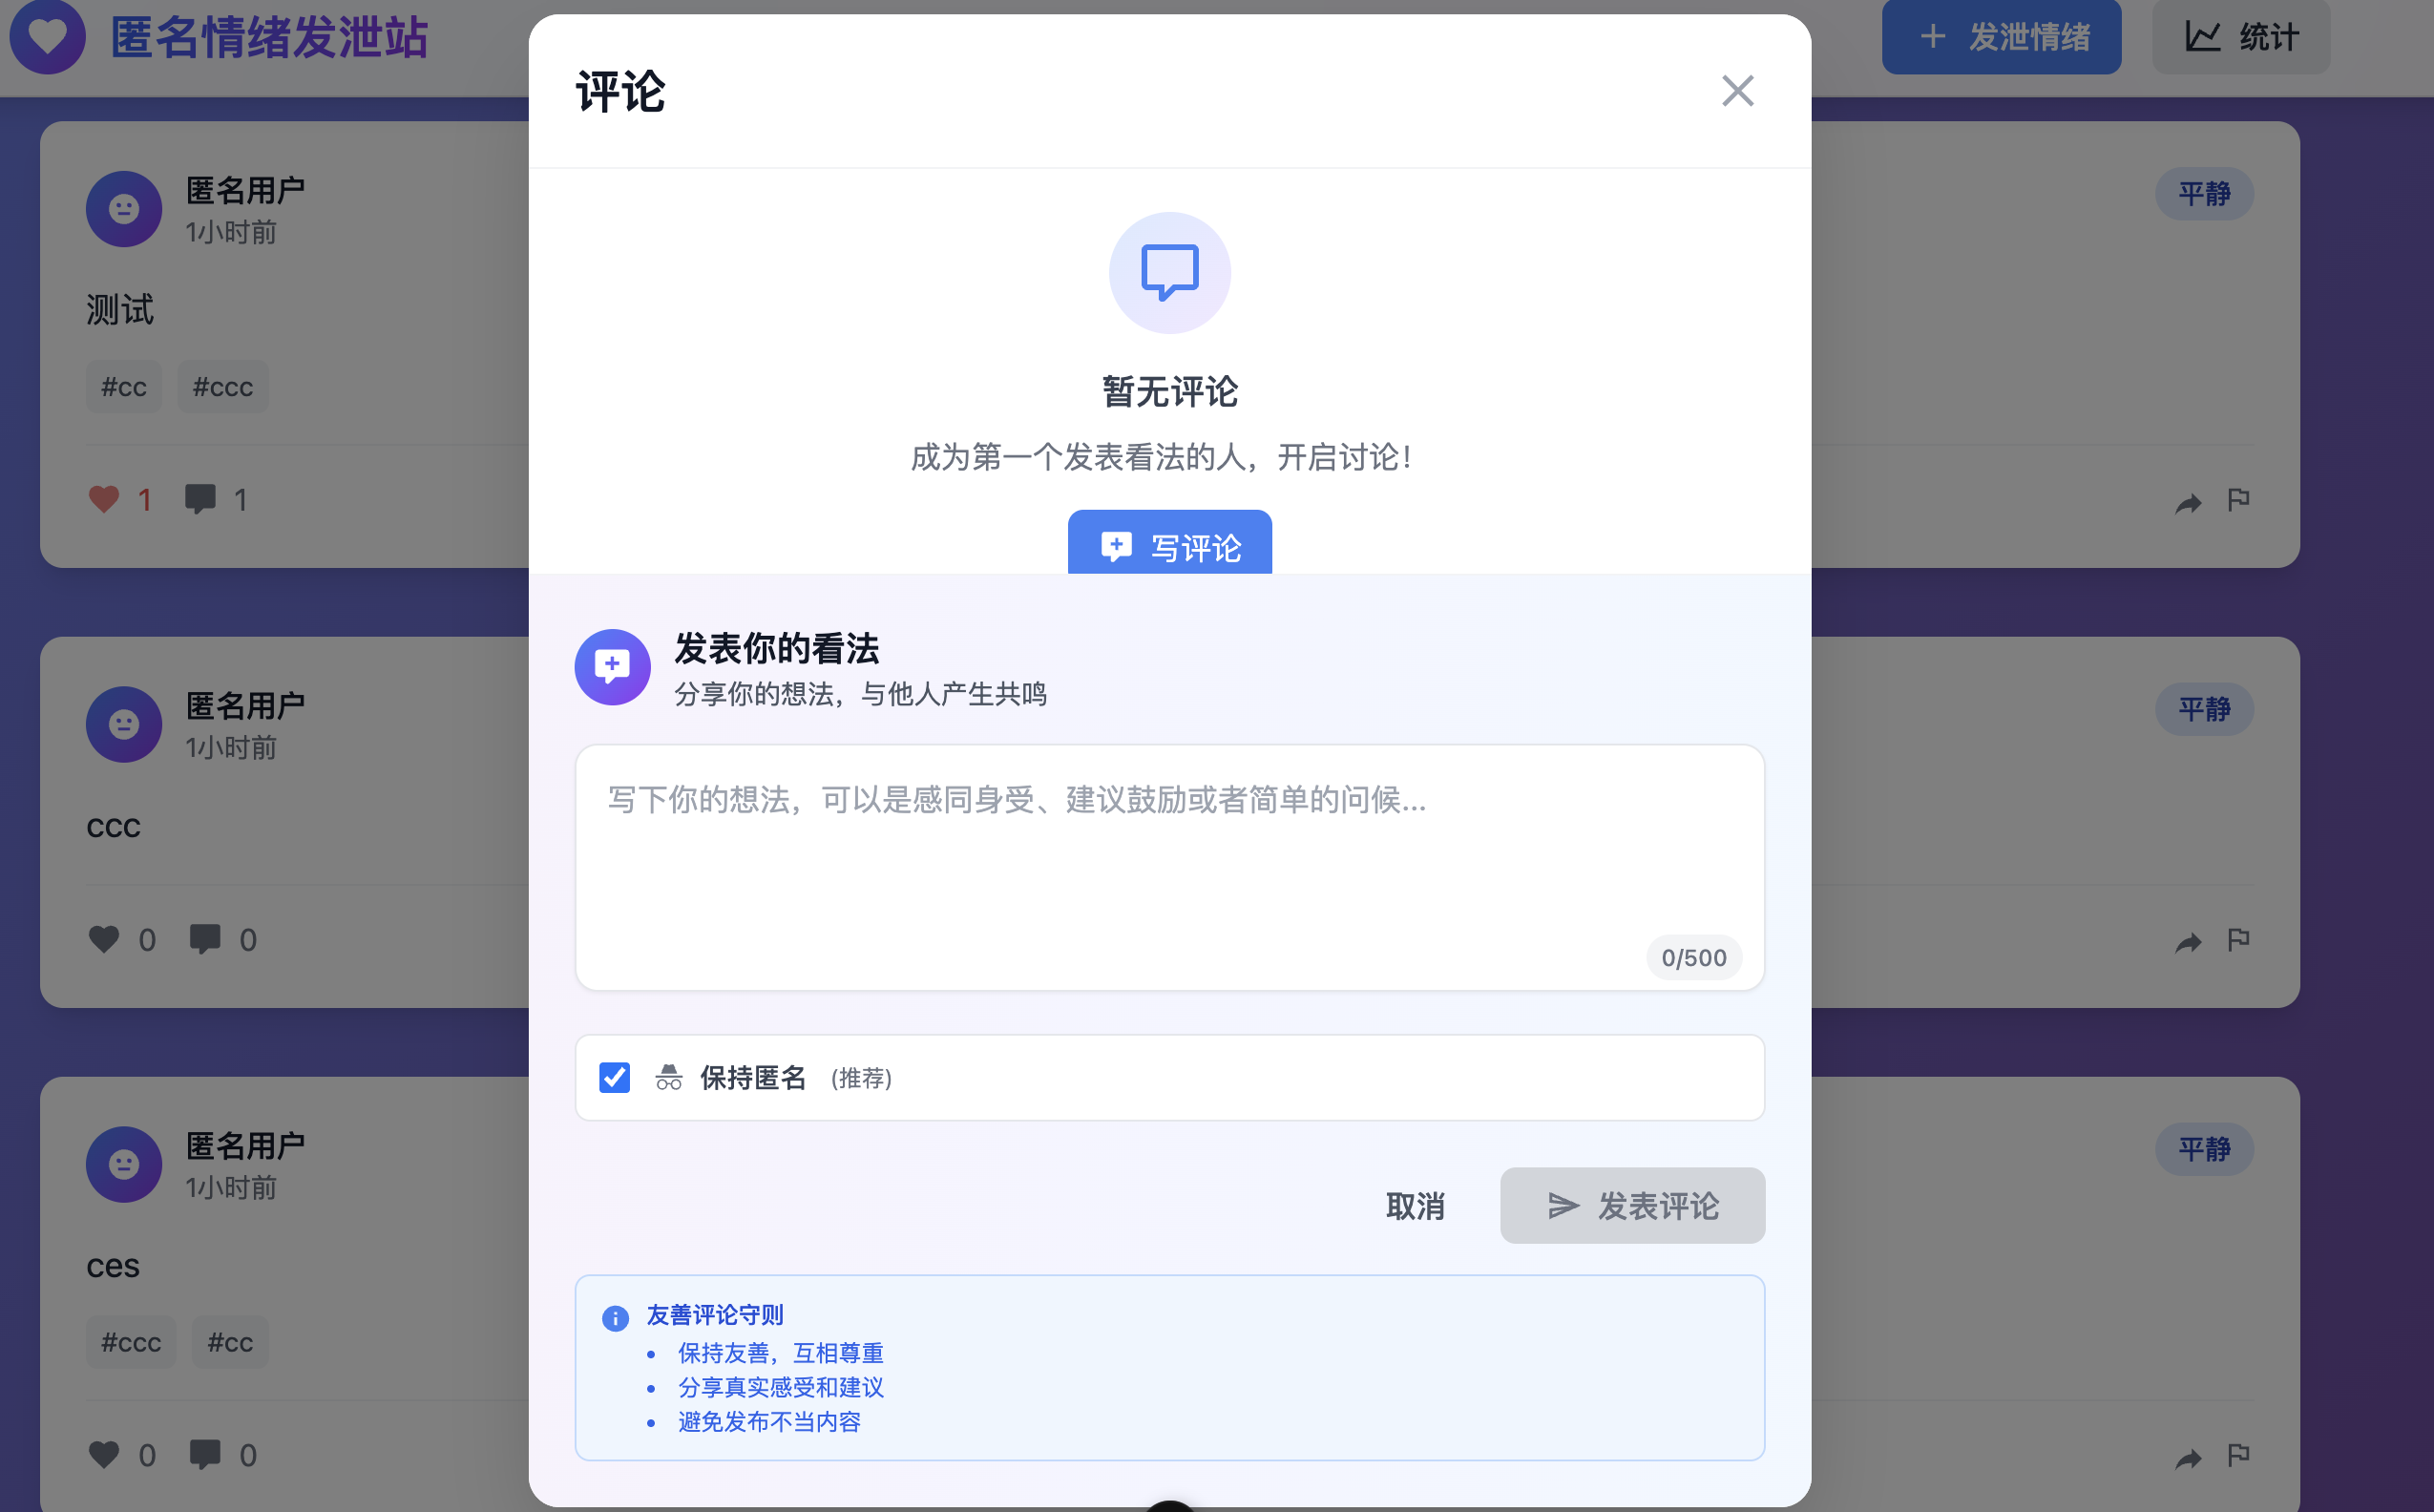 匿名情绪发泄站
发泄情绪
统计
匿名用户
1小时前
平静
测试
#cc #ccc
1 1
匿名用户
1小时前
平静
ccc
0 0
匿名用户
1小时前
平静
ces
#ccc #cc
0 0
评论
暂无评论
成为第一个发表看法的人，开启讨论！
写评论
发表你的看法
分享你的想法，与他人产生共鸣
写下你的想法，可以是感同身受、建议鼓励或者简单的问候...
0/500
保持匿名 (推荐)
取消
发表评论
友善评论守则
• 保持友善，互相尊重
• 分享真实感受和建议
• 避免发布不当内容